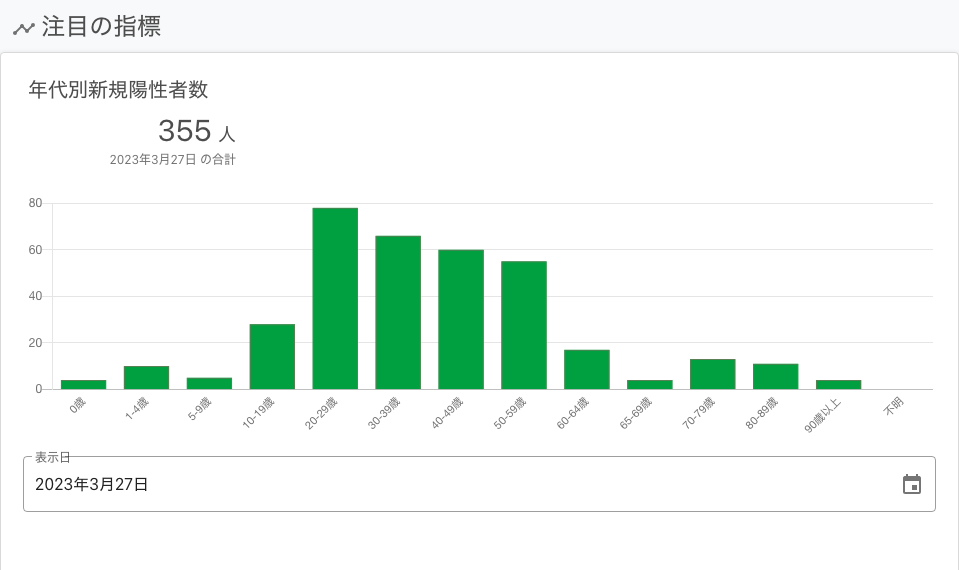 注目の指標
年代別新規陽性者数
355 人
2023年3月27日 の合計
80
60
40
20
0
0歳
1-4歳
5-9歳
10-19歳
20-29歳
30-39歳
40-49歳
50-59歳
60-64歳
65-69歳
70-79歳
80-89歳
90歳以上
不明
表示日
2023年3月27日